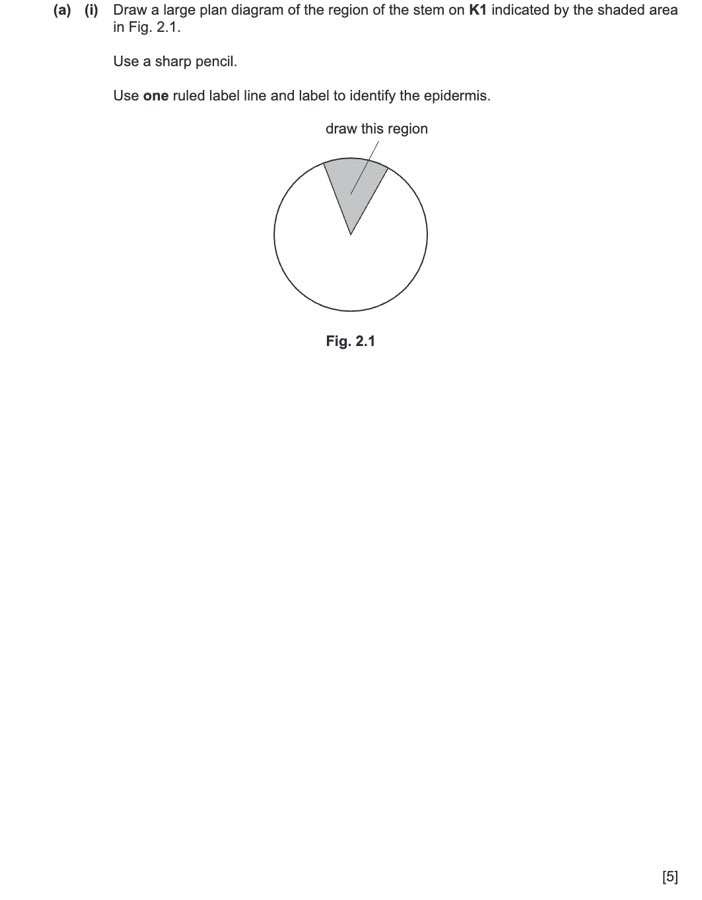 (a) (i) Draw a large plan diagram of the region of the stem on K1 indicated by the shaded area
in Fig. 2.1.
Use a sharp pencil.
Use one ruled label line and label to identify the epidermis.
draw this region
Fig. 2.1
[5]